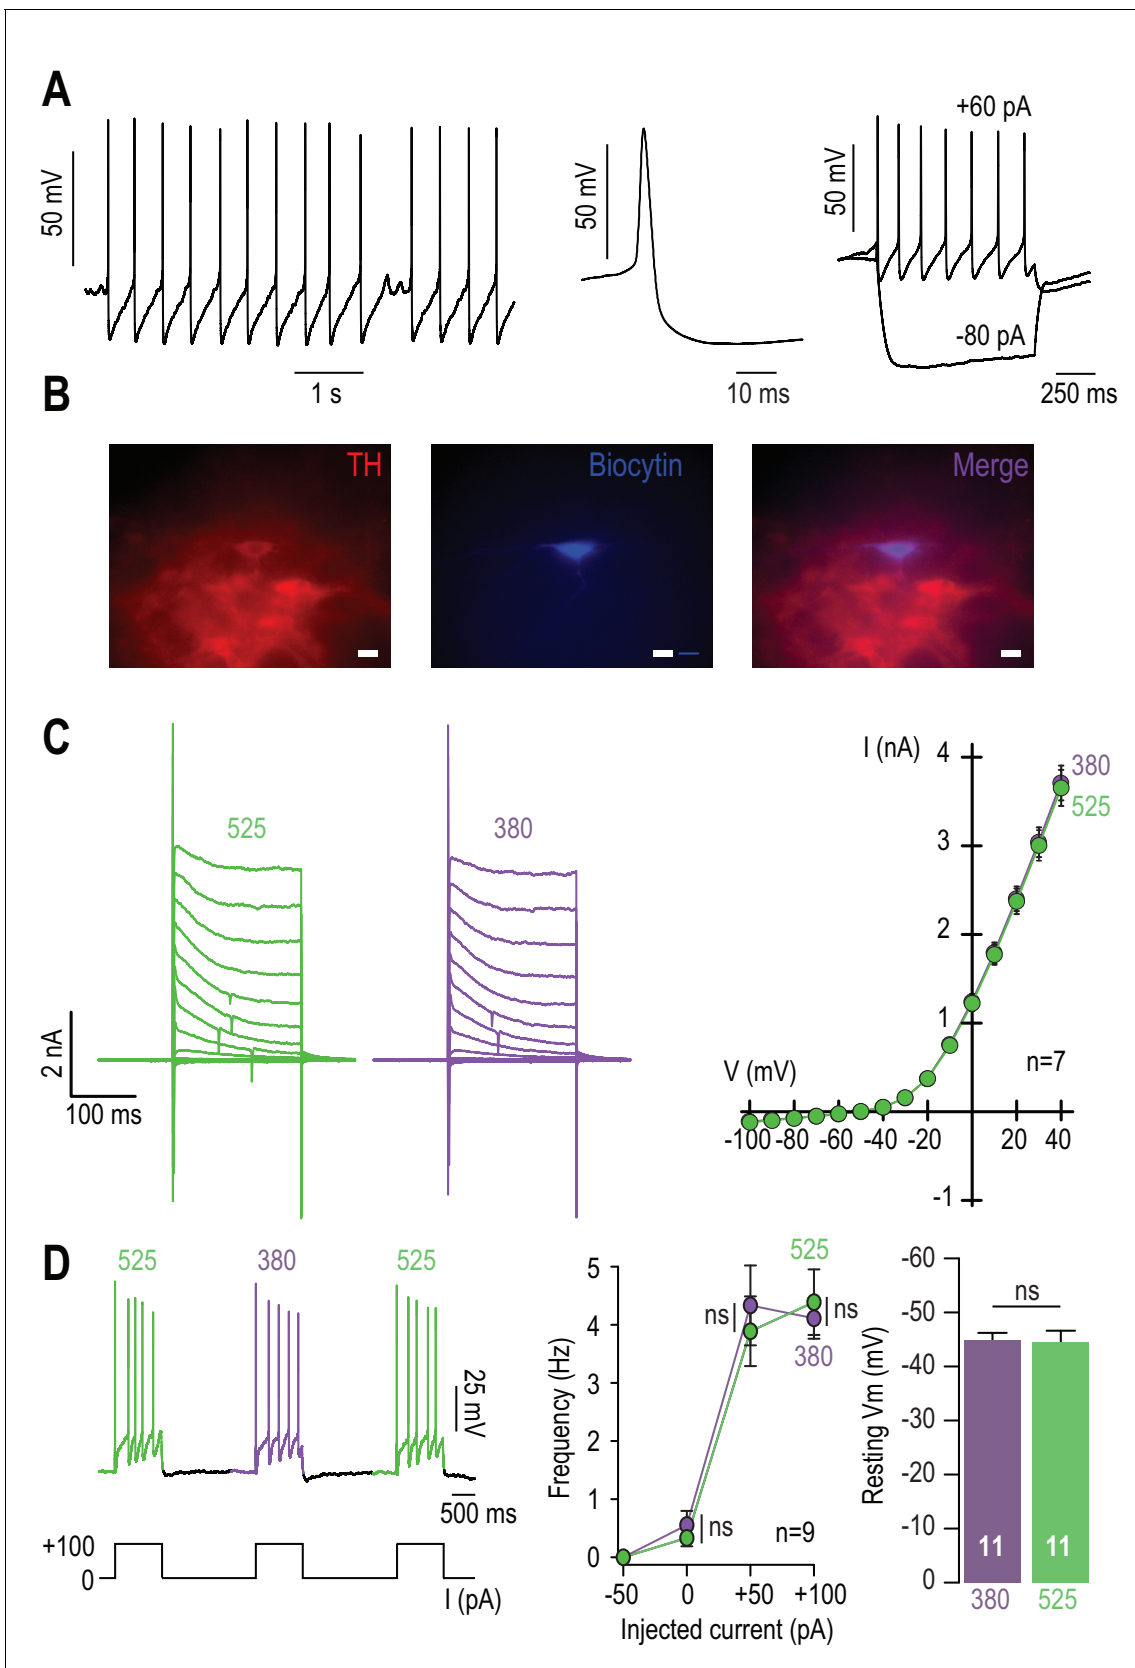 A
50 mV
1 s
50 mV
10 ms
50 mV
+60 pA
-80 pA
250 ms
B
TH
Biocytin
Merge
C
525
380
2 nA
100 ms
I (nA)
4
3
2
1
-1
380
525
n=7
V (mV)
-100 -80 -60 -40 -20 20 40
D
525
380
525
25 mV
500 ms
+100
0
I (pA)
Frequency (Hz)
5
4
3
2
1
0
525
ns
ns
380
ns
n=9
-50 0 +50 +100
Injected current (pA)
Resting Vm (mV)
-60
-50
-40
-30
-20
-10
0
ns
11 11
380 525